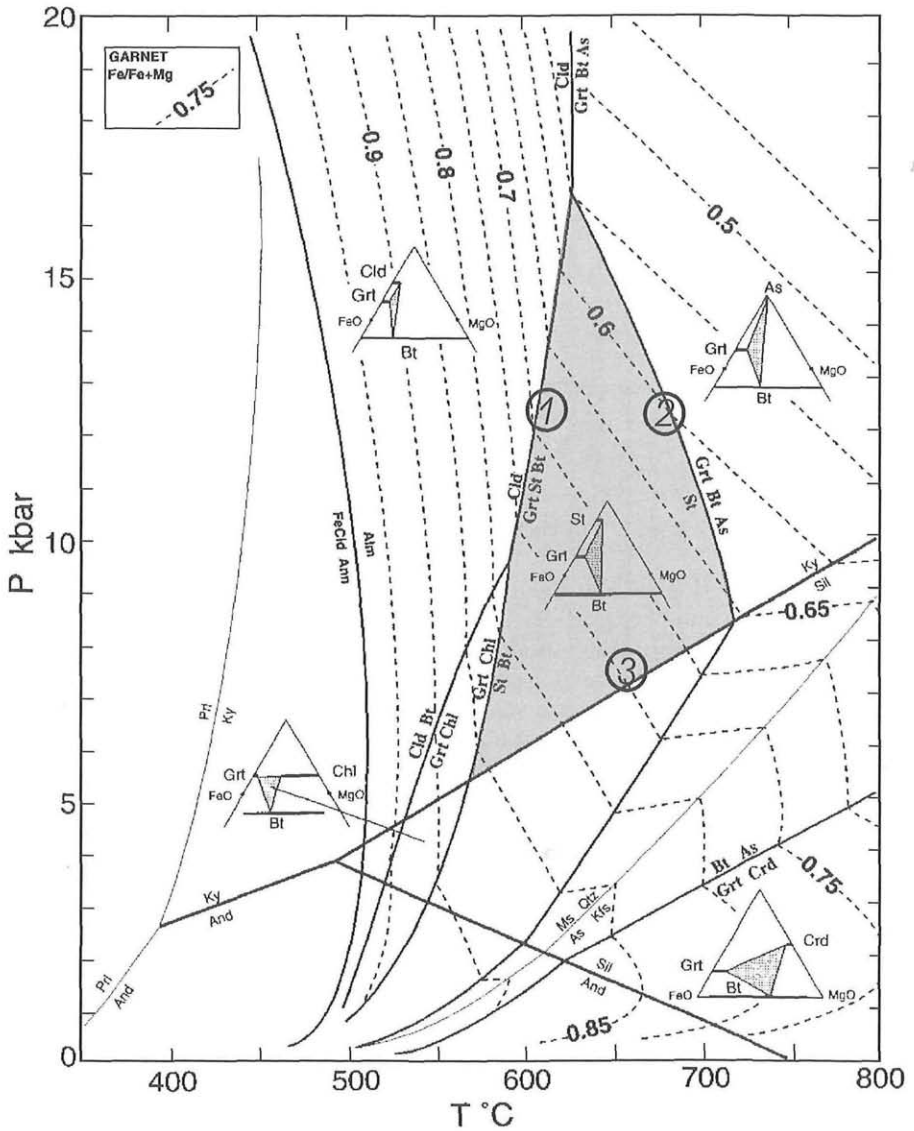 20
GARNET
Fe/Fe+Mg
0.75
Cld
Grt Bt As
0.9
0.8
0.7
0.5
15
Cld
Grt
FeO
MgO
Bt
0.6
As
Grt
FeO
MgO
Bt
1
2
Cld
Grt St Bt
Grt Bt As
St
P kbar
10
FeCld Ann
Alm
St
Grt
FeO
MgO
Bt
Ky
Sil
0.65
3
Grt Chl
St Bt
Prl
Ky
Cld Bt
Grt Chl
Grt
Chl
FeO
MgO
Bt
5
Ky
And
Bt As
Grt Crd
0.75
Ms Qtz
As Kfs
Prl
And
Sil
And
Crd
Grt
Bt
FeO
MgO
0.85
0
400
500
600
700
800
T °C